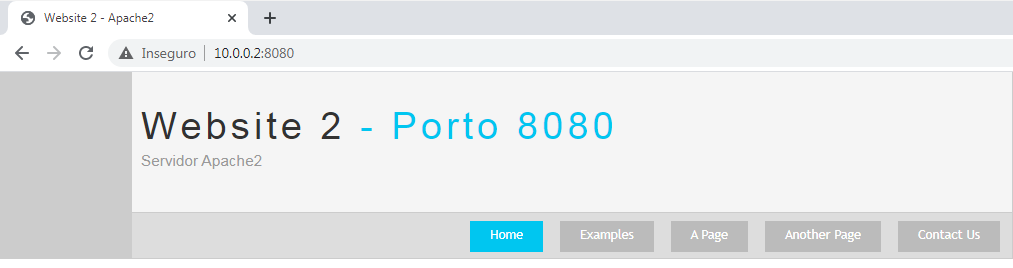 Website 2 - Apache2
Inseguro | 10.0.0.2:8080
Website 2 - Porto 8080
Servidor Apache2
Home Examples A Page Another Page Contact Us